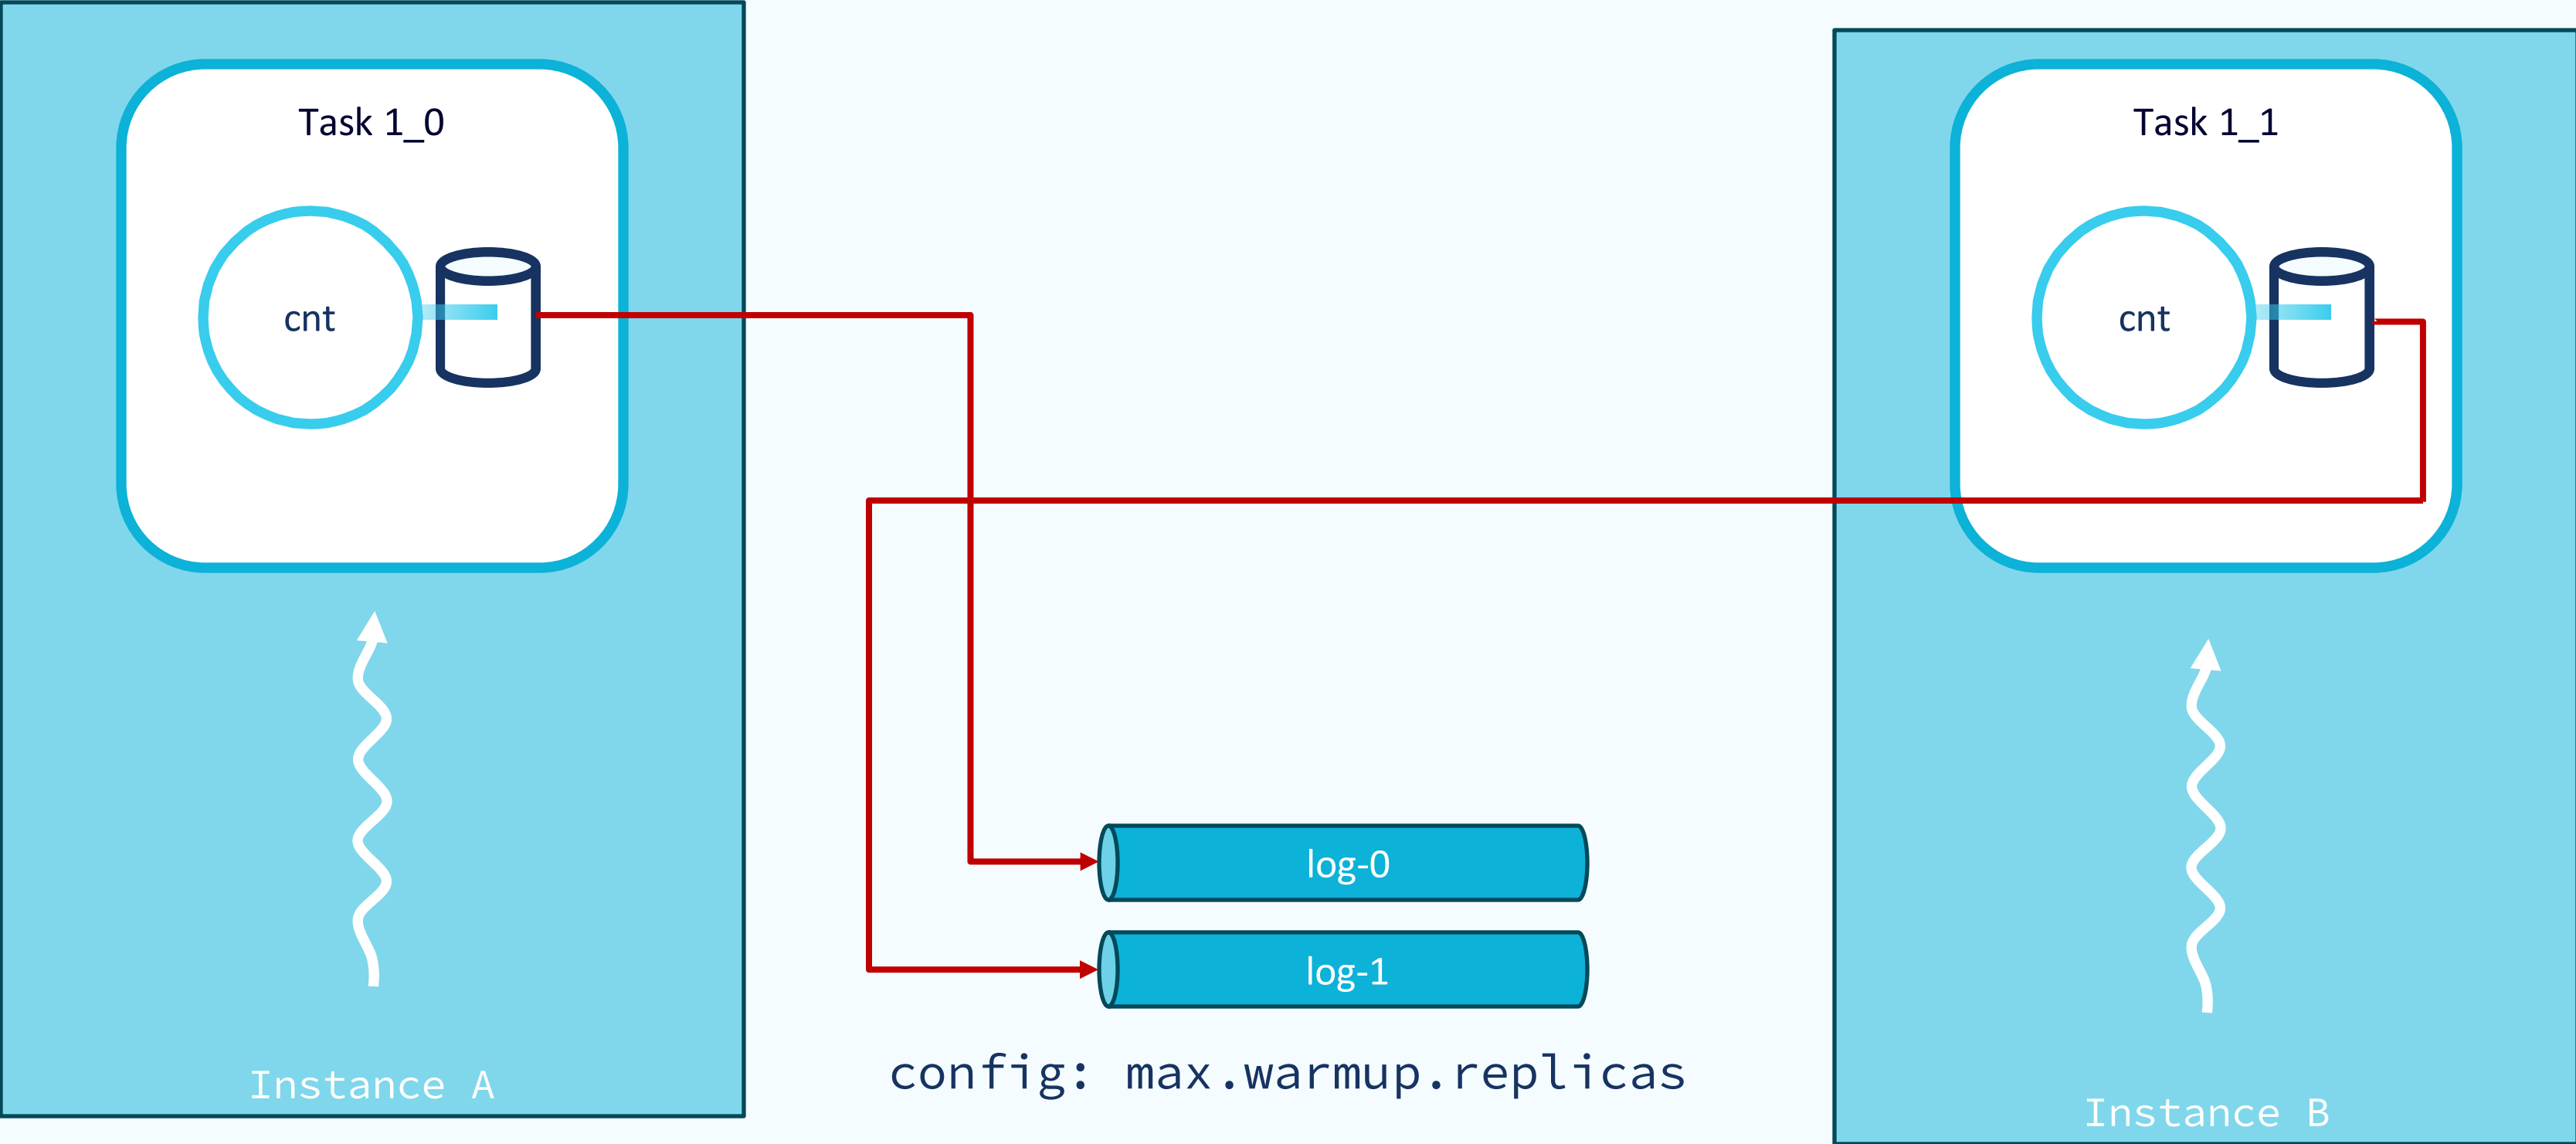 Task 1_0
cnt
Instance A
log-0
log-1
config: max.warmup.replicas
Task 1_1
cnt
Instance B